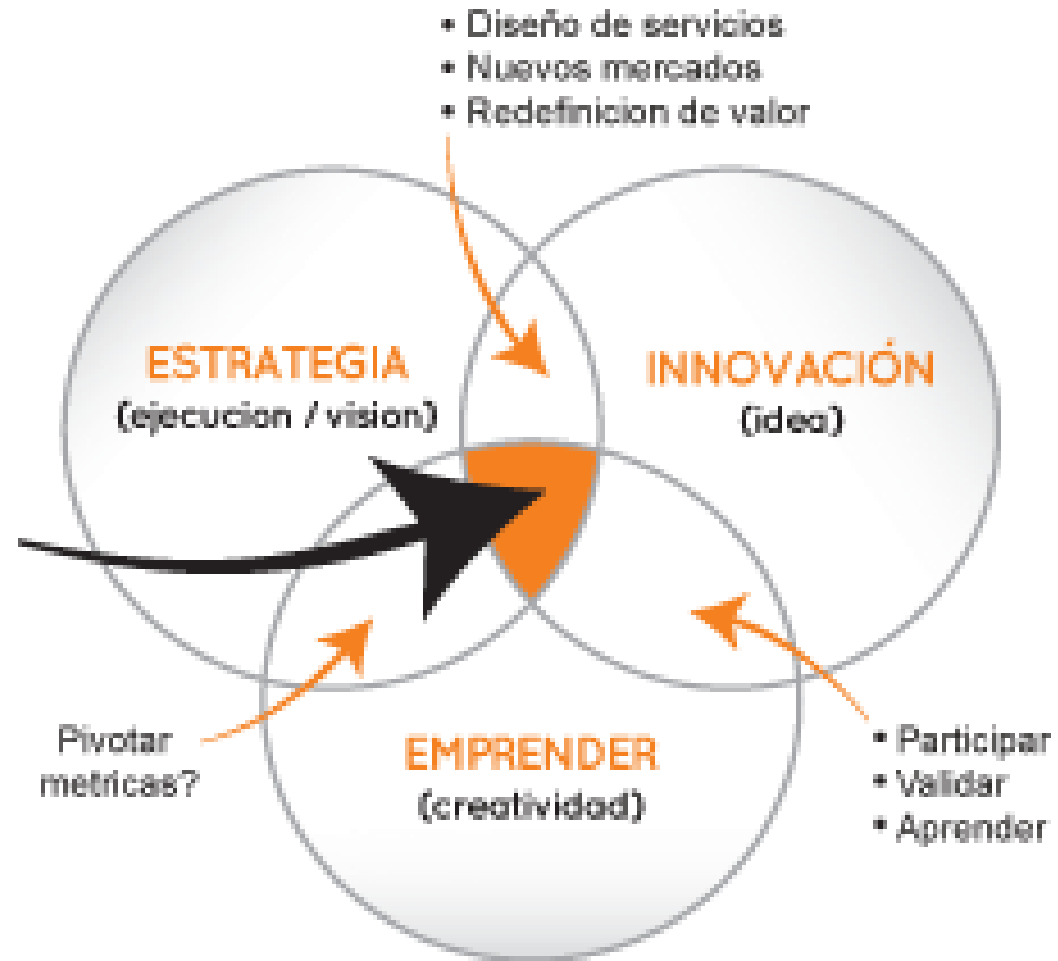 • Diseño de servicios
• Nuevos mercados
• Redefinicion de valor
ESTRATEGIA
(ejecucion / vision)
INNOVACIÓN
(idea)
Pivotar
metricas?
EMPRENDER
(creatividad)
• Participar
• Validar
• Aprender